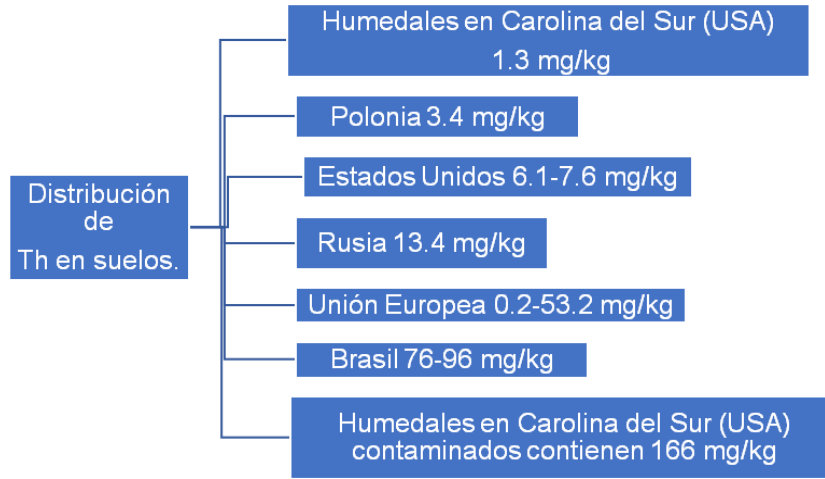 Humedales en Carolina del Sur (USA)
1.3 mg/kg
Polonia 3.4 mg/kg
Estados Unidos 6.1-7.6 mg/kg
Distribución
de
Th en suelos.
Rusia 13.4 mg/kg
Unión Europea 0.2-53.2 mg/kg
Brasil 76-96 mg/kg
Humedales en Carolina del Sur (USA)
contaminados contienen 166 mg/kg